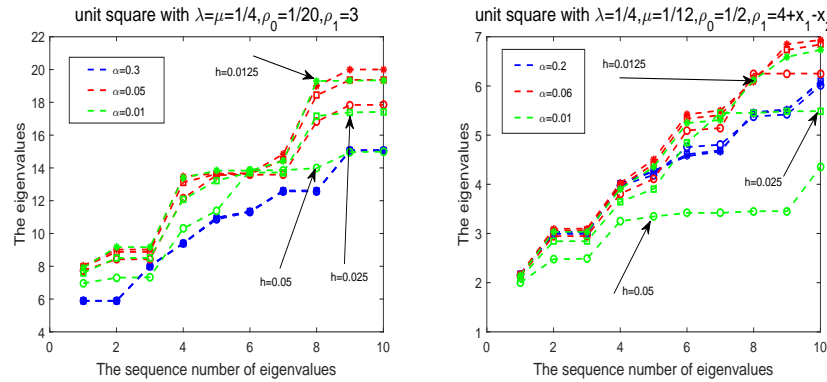 unit square with λ=μ=1/4,ρ0=1/20,ρ1=3
22
20
18
16
14
12
10
8
6
4
0
2
4
6
8
10
The eigenvalues
The sequence number of eigenvalues
α=0.3
α=0.05
α=0.01
h=0.0125
h=0.05
h=0.025
unit square with λ=1/4,μ=1/12,ρ0=1/2,ρ1=4+x1-x2
7
6
5
4
3
2
1
0
2
4
6
8
10
The eigenvalues
The sequence number of eigenvalues
α=0.2
α=0.06
α=0.01
h=0.0125
h=0.025
h=0.05